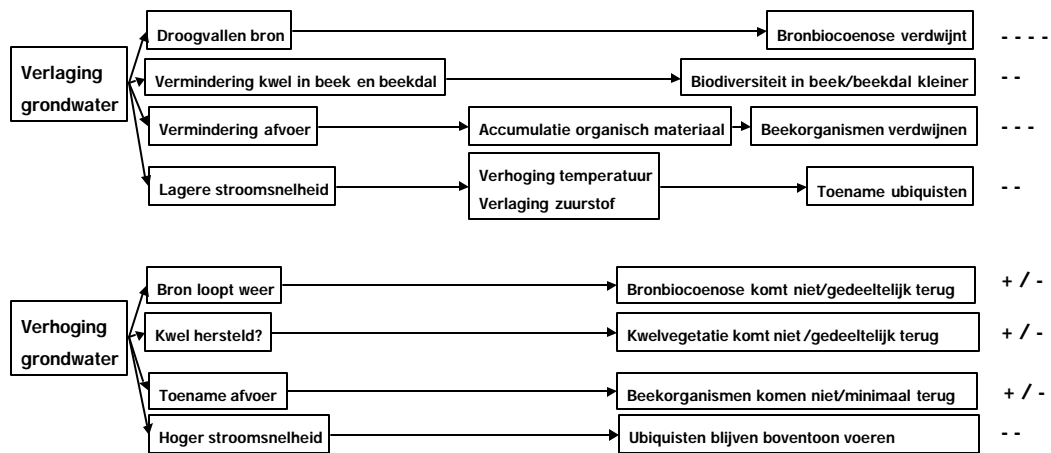 Verlaging
grondwater
Droogvallen bron
Bronbiocoenose verdwijnt
- - - -
Vermindering kwel in beek en beekdal
Biodiversiteit in beek/beekdal kleiner
- -
Vermindering afvoer
Accumulatie organisch materiaal
Beekorganismen verdwijnen
- - -
Lagere stroomsnelheid
Verhoging temperatuur
Verlaging zuurstof
Toename ubiquisten
- -
Verhoging
grondwater
Bron loopt weer
Bronbiocoenose komt niet/gedeeltelijk terug
+ / -
Kwel hersteld?
Kwelvegetatie komt niet/gedeeltelijk terug
+ / -
Toename afvoer
Beekorganismen komen niet/minimaal terug
+ / -
Hoger stroomsnelheid
Ubiquisten blijven boventoon voeren
- -